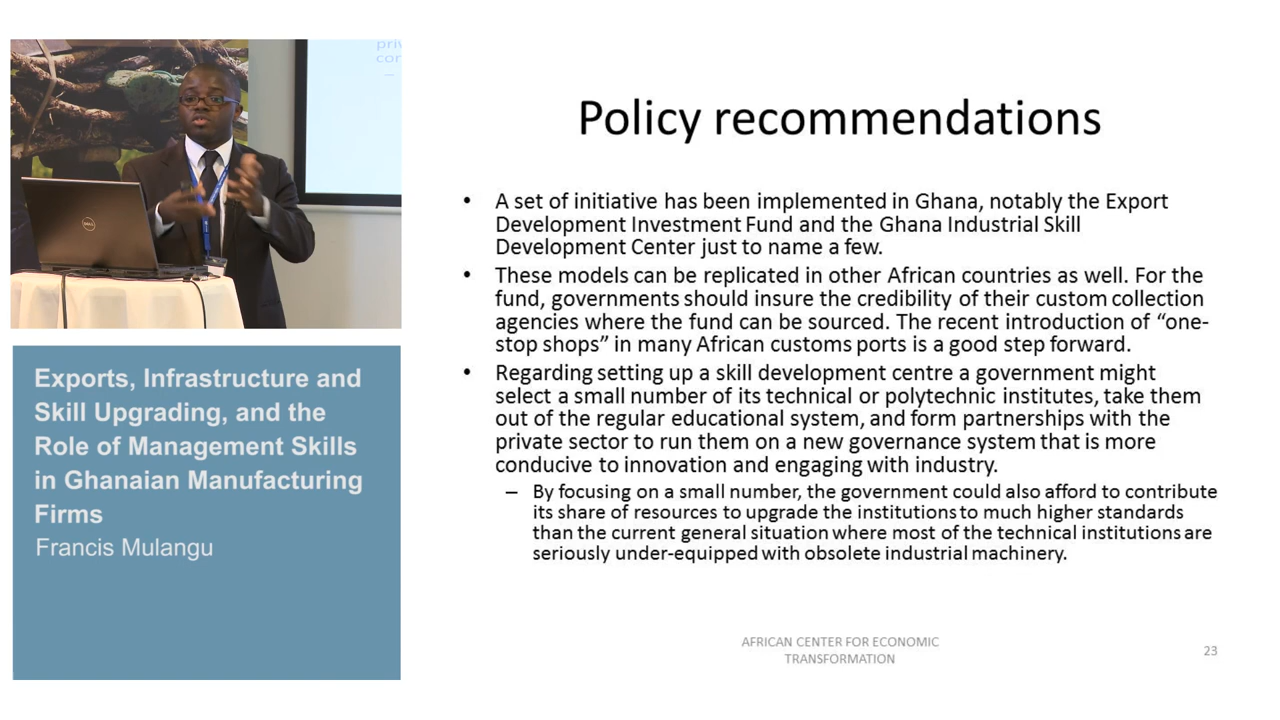 priv
con
DELL
Policy recommendations
• A set of initiative has been implemented in Ghana, notably the Export
Development Investment Fund and the Ghana Industrial Skill
Development Center just to name a few.
• These models can be replicated in other African countries as well. For the
fund, governments should insure the credibility of their custom collection
agencies where the fund can be sourced. The recent introduction of “one-
stop shops” in many African customs ports is a good step forward.
• Regarding setting up a skill development centre a government might
select a small number of its technical or polytechnic institutes, take them
out of the regular educational system, and form partnerships with the
private sector to run them on a new governance system that is more
conducive to innovation and engaging with industry.
– By focusing on a small number, the government could also afford to contribute
its share of resources to upgrade the institutions to much higher standards
than the current general situation where most of the technical institutions are
seriously under-equipped with obsolete industrial machinery.
Exports, Infrastructure and
Skill Upgrading, and the
Role of Management Skills
in Ghanaian Manufacturing
Firms
Francis Mulangu
AFRICAN CENTER FOR ECONOMIC
TRANSFORMATION
23